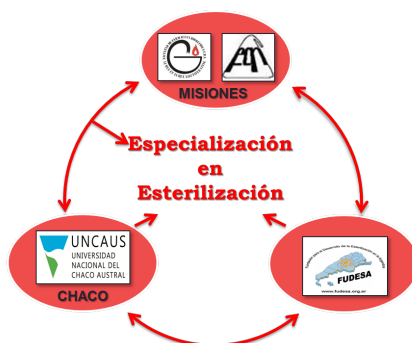 MISIONES
Especialización
en
Esterilización
UNCAUS
UNIVERSIDAD
NACIONAL DEL
CHACO AUSTRAL
CHACO
FUDESA
www.fudesa.org.ar